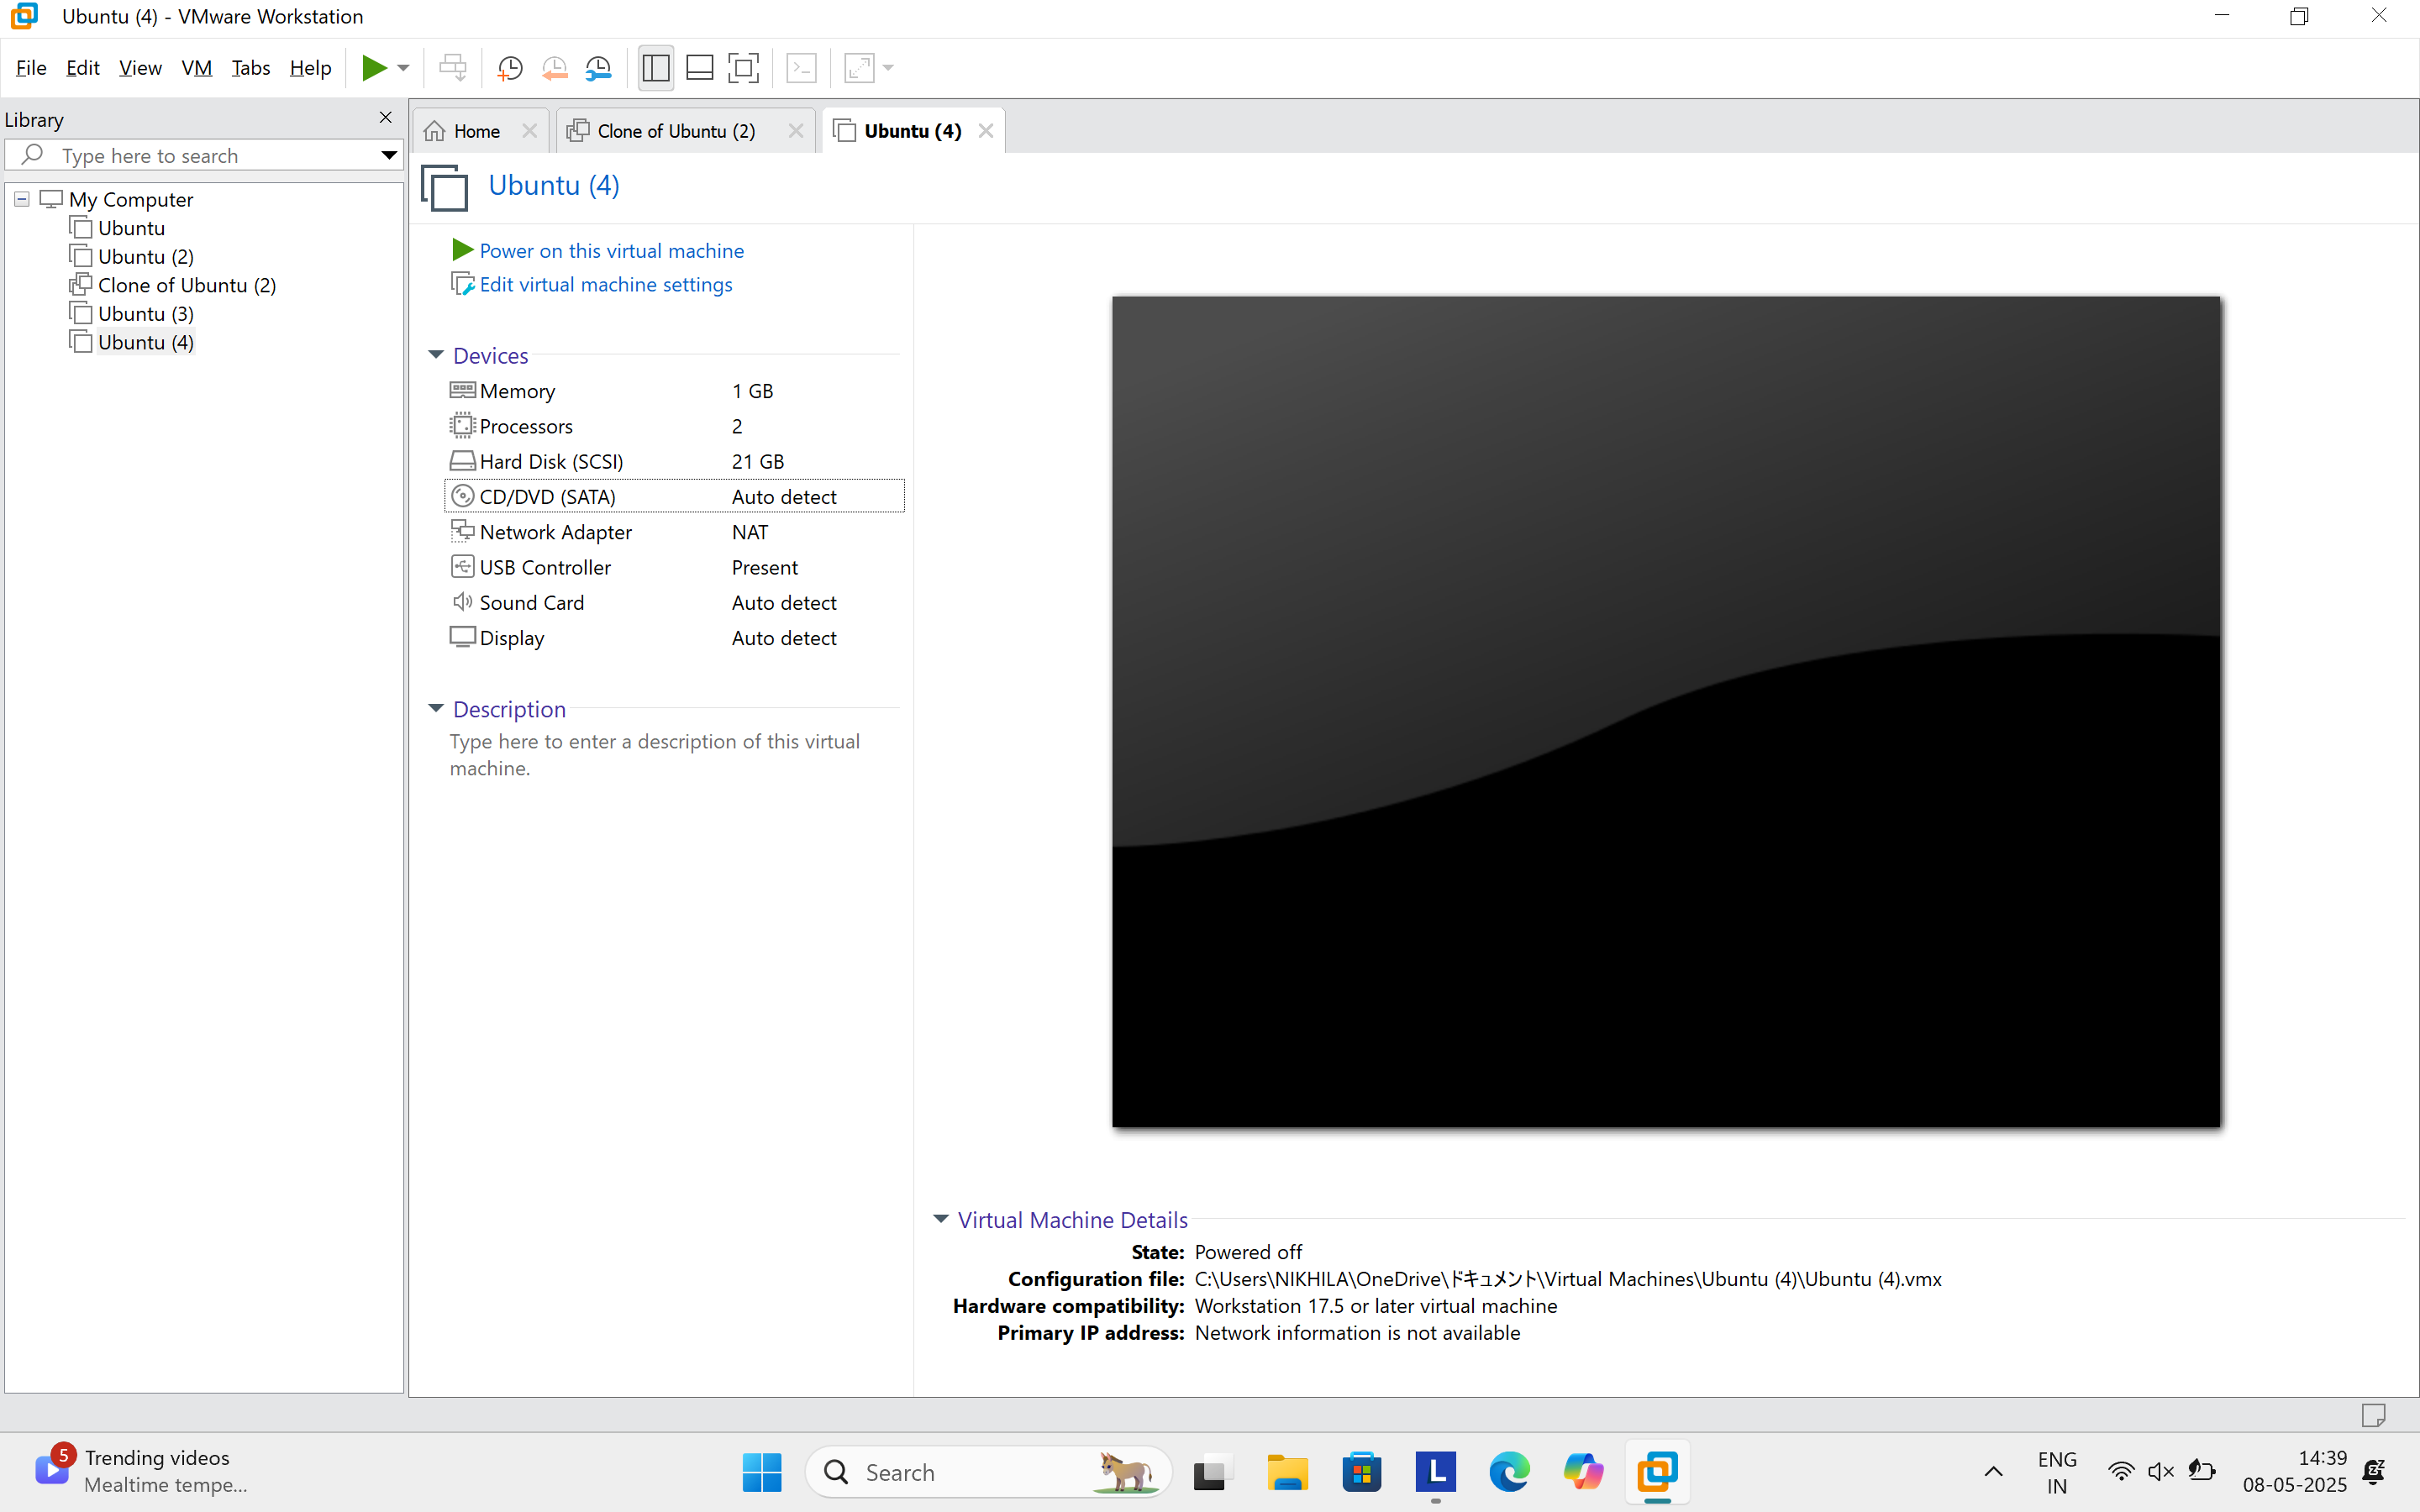 Ubuntu (4) - VMware Workstation
File Edit View VM Tabs Help
Library
Type here to search
My Computer
Ubuntu
Ubuntu (2)
Clone of Ubuntu (2)
Ubuntu (3)
Ubuntu (4)
Home
Clone of Ubuntu (2)
Ubuntu (4)
Ubuntu (4)
Power on this virtual machine
Edit virtual machine settings
Devices
Memory 1 GB
Processors 2
Hard Disk (SCSI) 21 GB
CD/DVD (SATA) Auto detect
Network Adapter NAT
USB Controller Present
Sound Card Auto detect
Display Auto detect
Description
Type here to enter a description of this virtual
machine.
Virtual Machine Details
State: Powered off
Configuration file: C:\Users\NIKHILA\OneDrive\ドキュメント\Virtual Machines\Ubuntu (4)\Ubuntu (4).vmx
Hardware compatibility: Workstation 17.5 or later virtual machine
Primary IP address: Network information is not available
5
Trending videos
Mealtime tempe...
Search
L
ENG
IN
14:39
08-05-2025